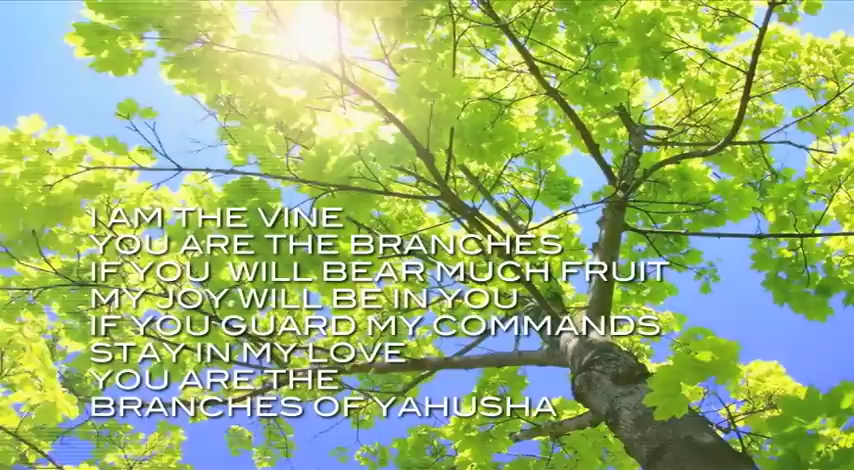 I AM THE VINE
YOU ARE THE BRANCHES
IF YOU WILL BEAR MUCH FRUIT
MY JOY WILL BE IN YOU
IF YOU GUARD MY COMMANDS
STAY IN MY LOVE
YOU ARE THE
BRANCHES OF YAHUSHA